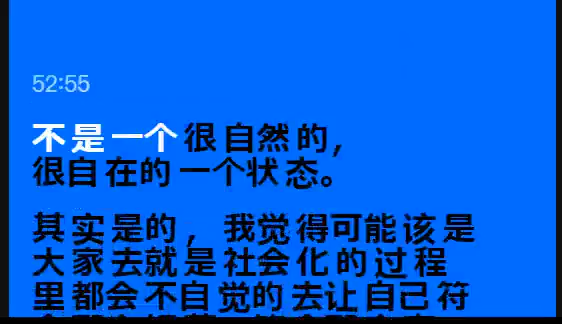 52:55
不是一个很自然的，
很自在的一个状态。
其实是的，我觉得可能该是
大家去就是社会化的过程
里都会不自觉的去让自己符